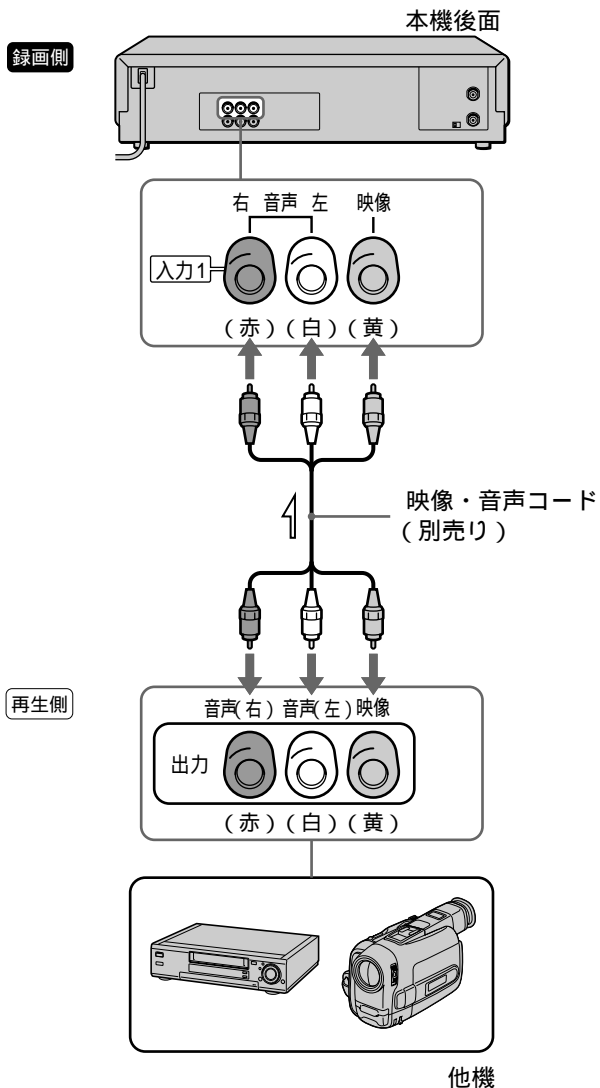 本機後面
録画側
右 音声 左 映像
入力1
(赤)(白)(黄)
映像・音声コード
(別売り)
再生側
音声(右) 音声(左) 映像
出力
(赤)(白)(黄)
他機